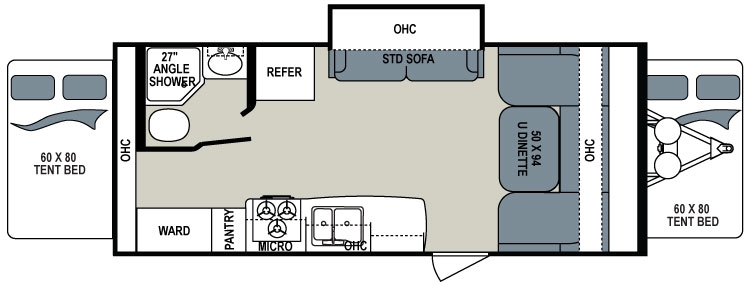 OHC
STD SOFA
27"
ANGLE
SHOWER
REFER
OHC
60 X 80
TENT BED
50 X 94
U DINETTE
OHC
WARD
PANTRY
MICRO
OHC
60 X 80
TENT BED